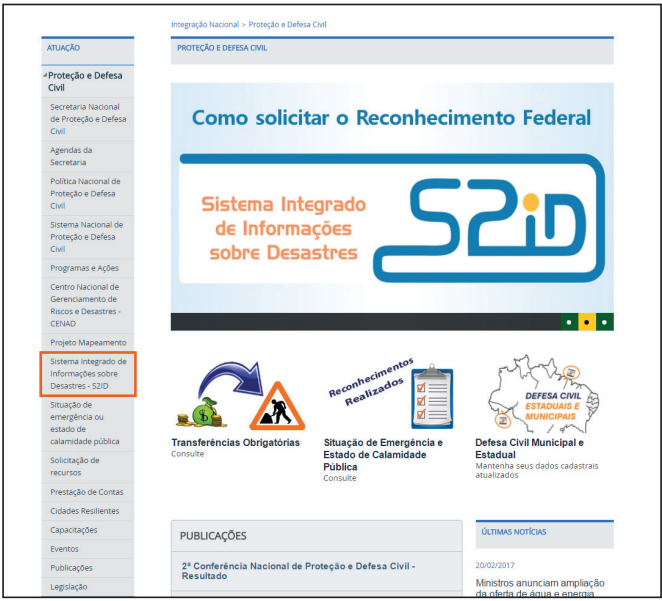 Integração Nacional > Proteção e Defesa Civil
ATUAÇÃO
Proteção e Defesa
Civil
Secretaria Nacional
de Proteção e Defesa
Civil
Agendas da
Secretaria
Política Nacional de
Proteção e Defesa
Civil
Sistema Nacional de
Proteção e Defesa
Civil
Programas e Ações
Centro Nacional de
Gerenciamento de
Riscos e Desastres -
CENAD
Projeto Mapeamento
Sistema Integrado de
Informações sobre
Desastres - S2ID
Situação de
emergência ou
estado de
calamidade pública
Solicitação de
recursos
Prestação de Contas
Cidades Resilientes
Capacitações
Eventos
Publicações
Legislação
PROTEÇÃO E DEFESA CIVIL
Como solicitar o Reconhecimento Federal
Sistema Integrado
de Informações
sobre Desastres
S2iD
$
Reconhecimentos
Realizados
DEFESA CIVIL
ESTADUAIS E
MUNICIPAIS
Transferências Obrigatórias
Consulte
Situação de Emergência e
Estado de Calamidade
Pública
Consulte
Defesa Civil Municipal e
Estadual
Mantenha seus dados cadastrais
atualizados
PUBLICAÇÕES
2ª Conferência Nacional de Proteção e Defesa Civil -
Resultado
ÚLTIMAS NOTÍCIAS
20/02/2017
Ministros anunciam ampliação
da oferta de água e energia